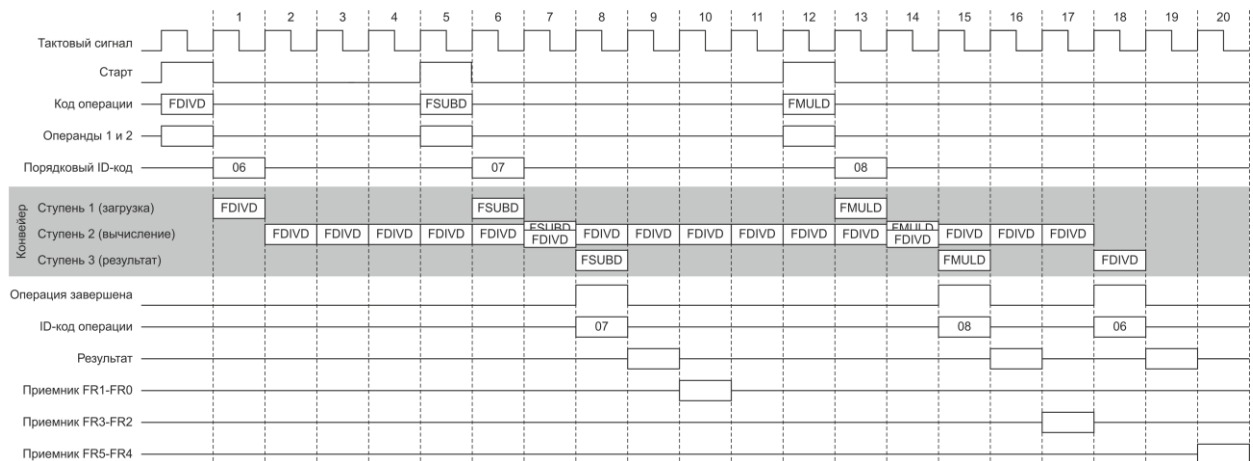 1 2 3 4 5 6 7 8 9 10 11 12 13 14 15 16 17 18 19 20
Тактовый сигнал
Старт
Код операции FDIVD FSUBD FMULD
Операнды 1 и 2
Порядковый ID-код 06 07 08
Конвейер
Ступень 1 (загрузка) FDIVD FSUBD FMULD
FSUBD FMULD
Ступень 2 (вычисление) FDIVD FDIVD FDIVD FDIVD FDIVD FDIVD FDIVD FDIVD FDIVD FDIVD FDIVD FDIVD FDIVD FDIVD FDIVD FDIVD
Ступень 3 (результат) FSUBD FMULD FDIVD
Операция завершена
ID-код операции 07 08 06
Результат
Приемник FR1-FR0
Приемник FR3-FR2
Приемник FR5-FR4